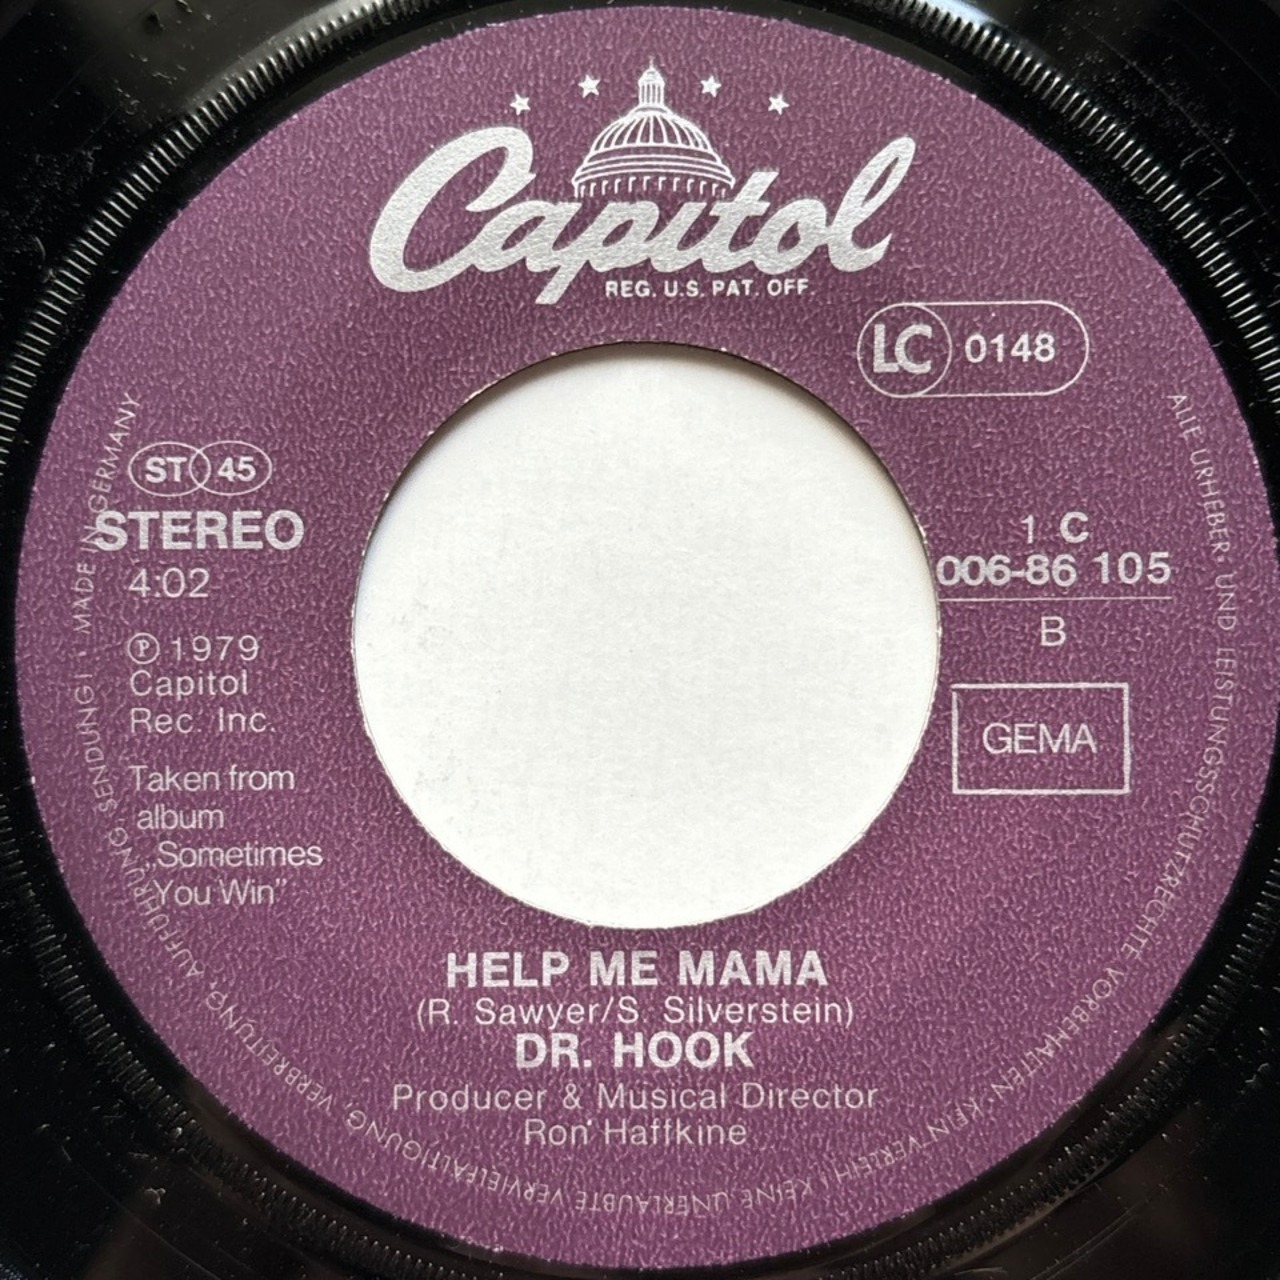 Capitol
REG. U.S. PAT. OFF.
LC 0148
ST 45
STEREO
4:02
℗ 1979
Capitol
Rec. Inc.
Taken from
album
„Sometimes
You Win”
1 C
006-86 105
B
GEMA
HELP ME MAMA
(R. Sawyer/S. Silverstein)
DR. HOOK
Producer & Musical Director
Ron Haffkine
ALLE URHEBER- UND LEISTUNGSSCHUTZRECHTE VORBEHALTEN · KEIN VERLEIH! KEINE UNERLAUBTE VERVIELFÄLTIGUNG, VERBREITUNG, AUFFÜHRUNG, SENDUNG! · MADE IN GERMANY